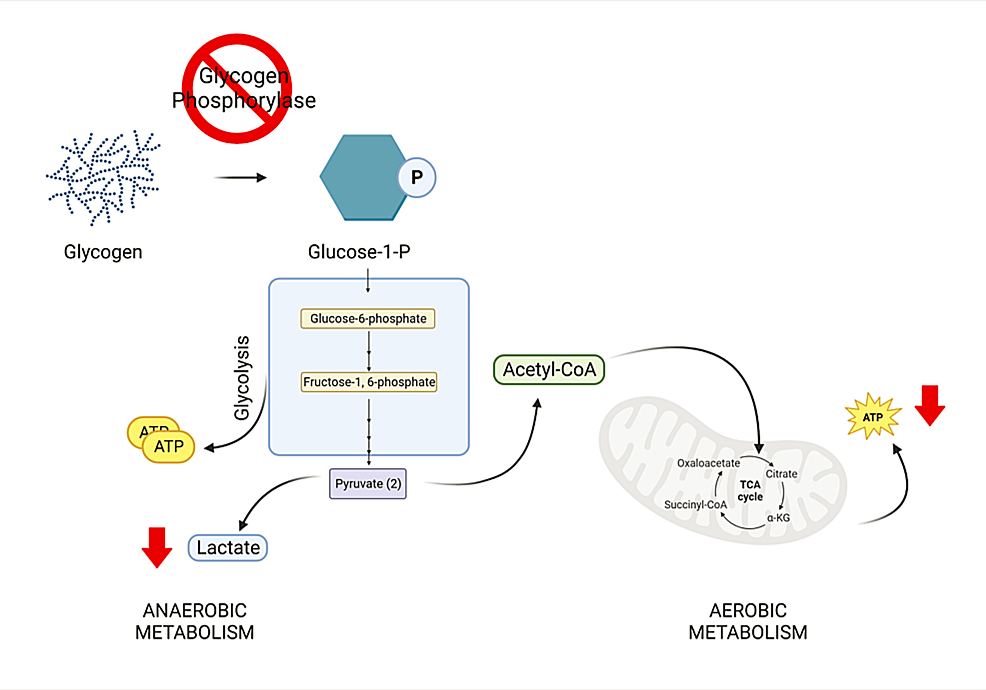 Glycogen
Phosphorylase
P
Glycogen
Glucose-1-P
Glucose-6-phosphate
Fructose-1, 6-phosphate
Glycolysis
ATP
ATP
Pyruvate (2)
Lactate
Acetyl-CoA
Oxaloacetate
Citrate
TCA
cycle
Succinyl-CoA
α-KG
ATP
ANAEROBIC
METABOLISM
AEROBIC
METABOLISM